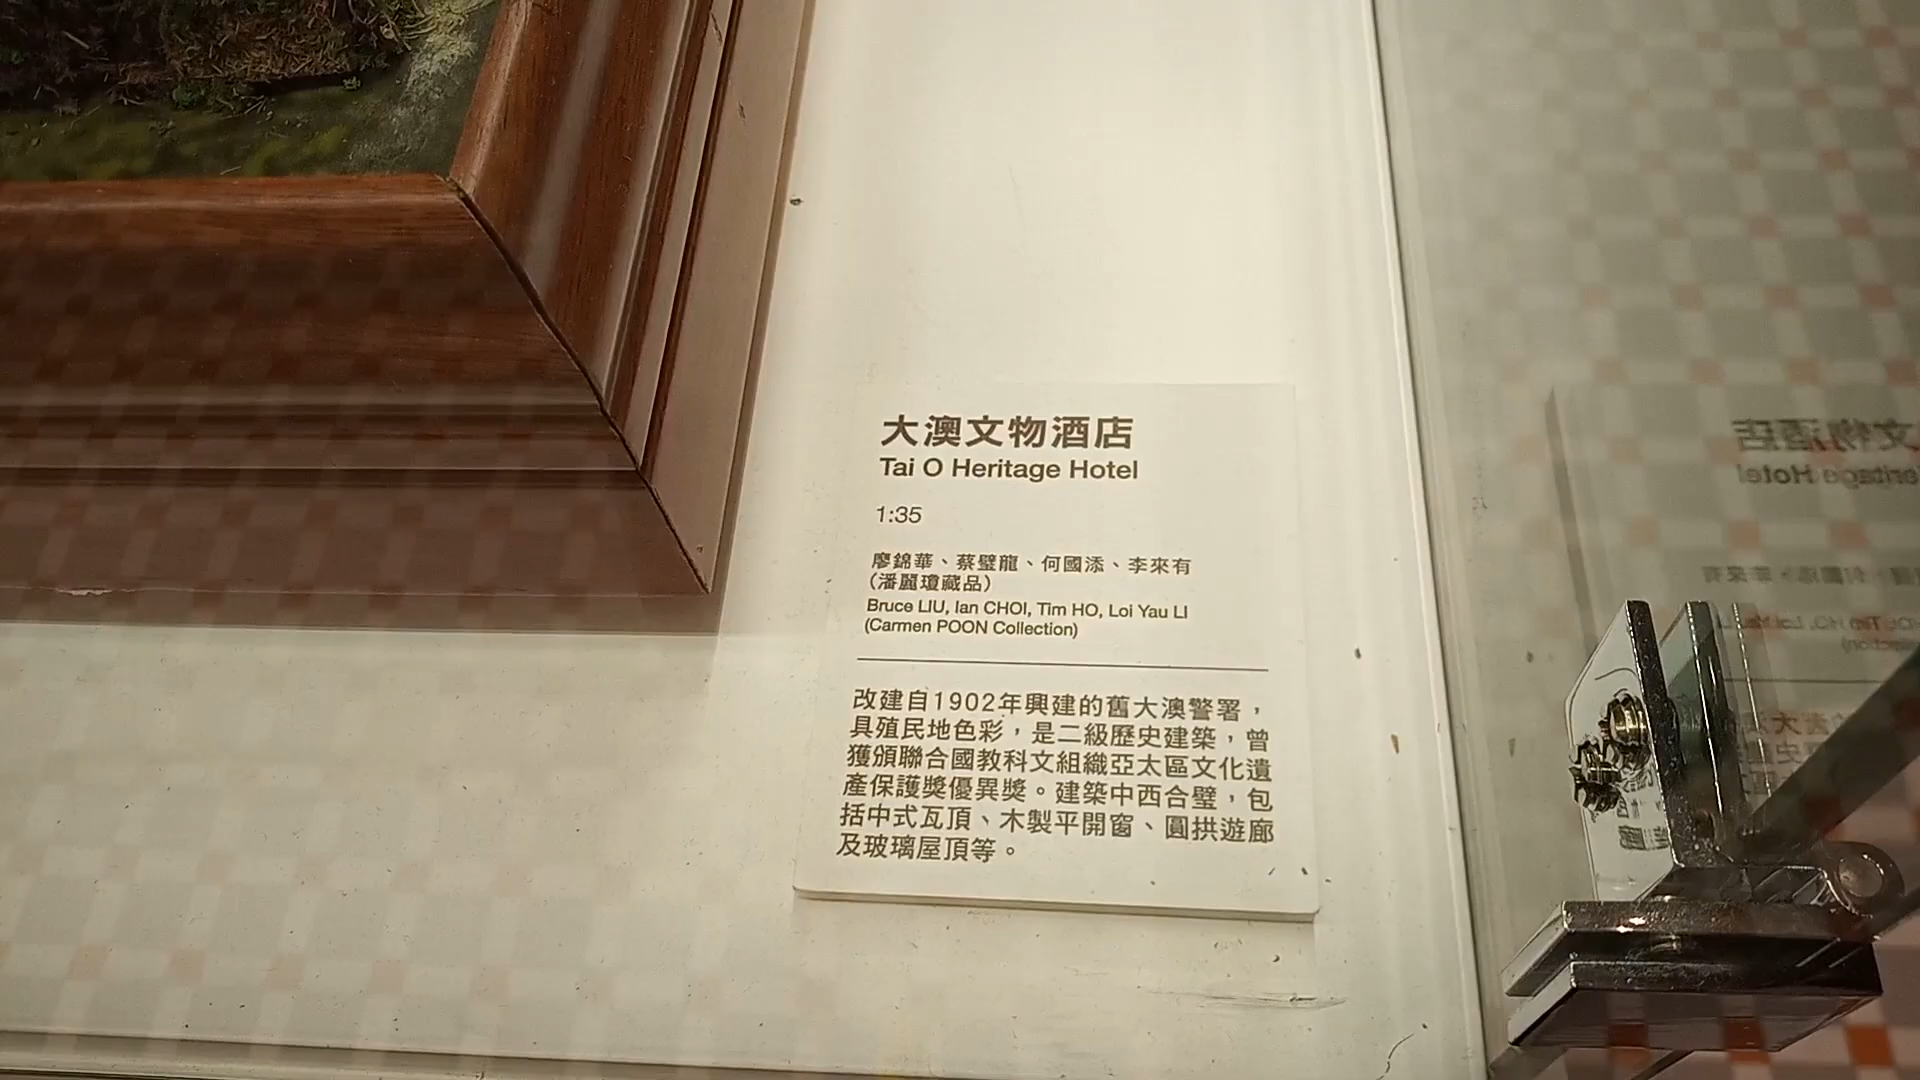 大澳文物酒店
Tai O Heritage Hotel
1:35
廖錦華、蔡璧龍、何國添、李來有
（潘麗瓊藏品）
Bruce LIU, Ian CHOI, Tim HO, Loi Yau LI
(Carmen POON Collection)
改建自1902年興建的舊大澳警署，
具殖民地色彩，是二級歷史建築，曾
獲頒聯合國教科文組織亞太區文化遺
產保護獎優異獎。建築中西合璧，包
括中式瓦頂、木製平開窗、圓拱遊廊
及玻璃屋頂等。